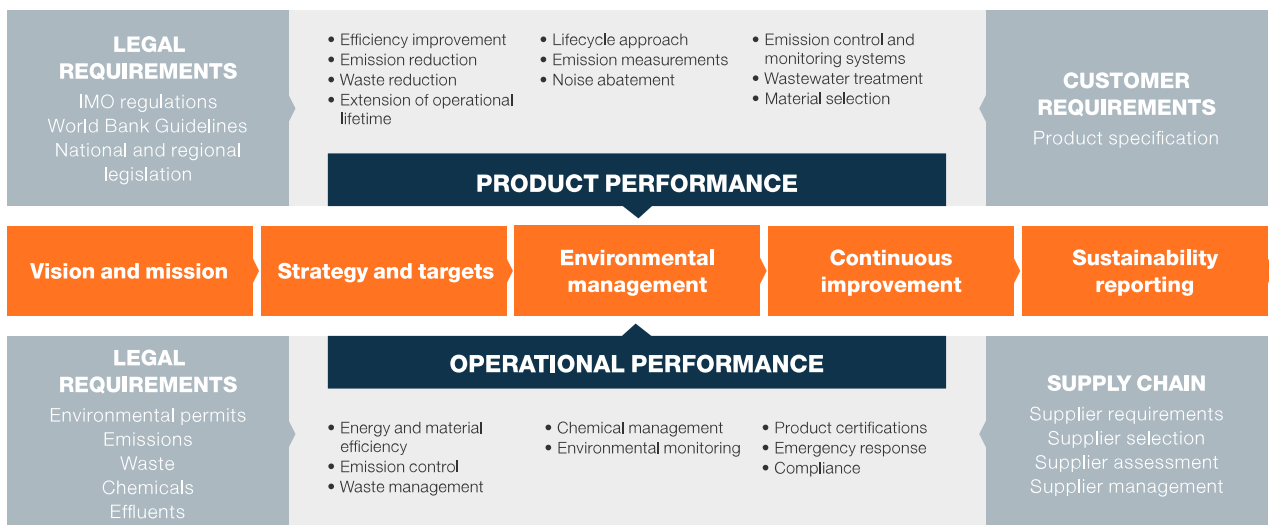 LEGAL
REQUIREMENTS
IMO regulations
World Bank Guidelines
National and regional
legislation
• Efficiency improvement
• Emission reduction
• Waste reduction
• Extension of operational
lifetime
• Lifecycle approach
• Emission measurements
• Noise abatement
• Emission control and
monitoring systems
• Wastewater treatment
• Material selection
CUSTOMER
REQUIREMENTS
Product specification
PRODUCT PERFORMANCE
Vision and mission
Strategy and targets
Environmental
management
Continuous
improvement
Sustainability
reporting
LEGAL
REQUIREMENTS
Environmental permits
Emissions
Waste
Chemicals
Effluents
OPERATIONAL PERFORMANCE
• Energy and material
efficiency
• Emission control
• Waste management
• Chemical management
• Environmental monitoring
• Product certifications
• Emergency response
• Compliance
SUPPLY CHAIN
Supplier requirements
Supplier selection
Supplier assessment
Supplier management